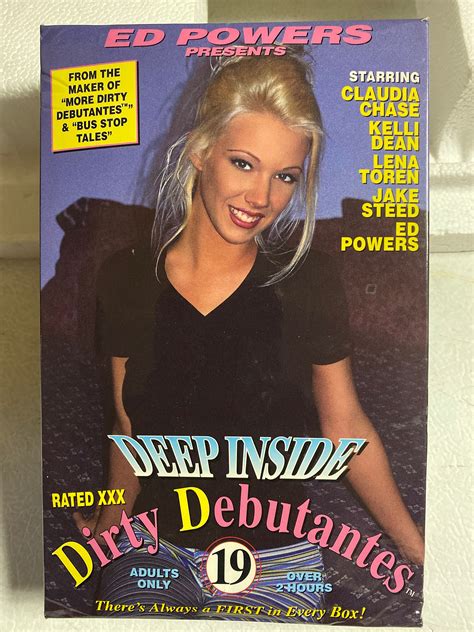 ED POWERS
PRESENTS
FROM THE
MAKER OF
"MORE DIRTY
DEBUTANTES™"
& "BUS STOP
TALES"
STARRING
CLAUDIA
CHASE
KELLI
DEAN
LENA
TOREN
JAKE
STEED
ED
POWERS
DEEP INSIDE
RATED XXX
Dirty Debutantes™
ADULTS
ONLY
19
OVER
2 HOURS
There's Always a FIRST in Every Box!